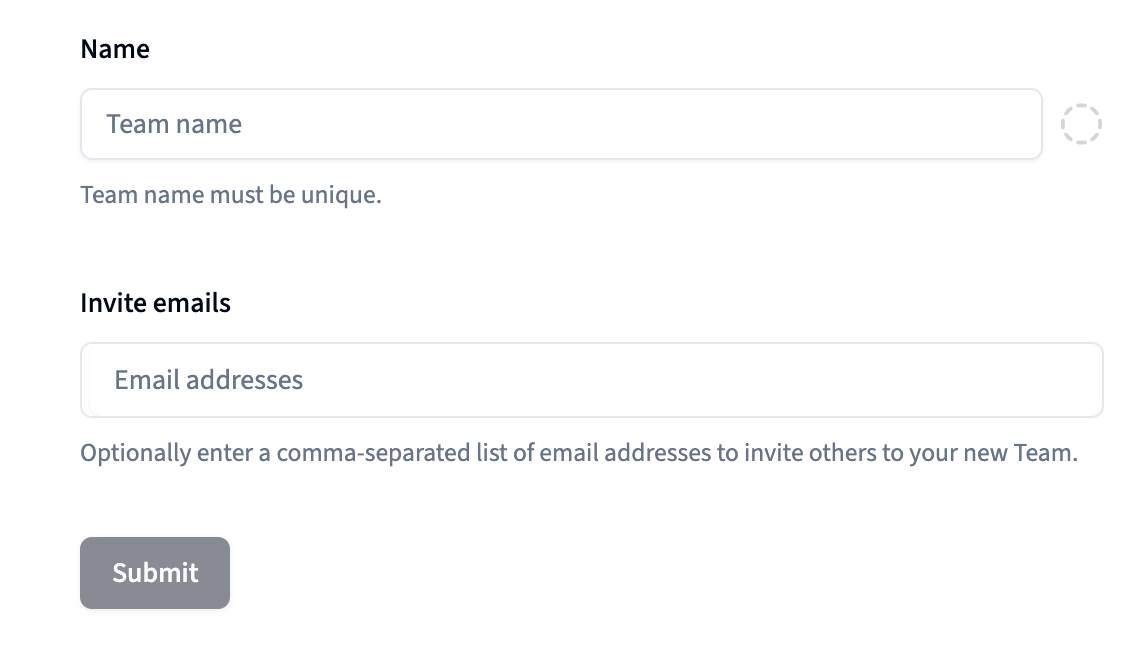 Name
Team name
Team name must be unique.
Invite emails
Email addresses
Optionally enter a comma-separated list of email addresses to invite others to your new Team.
Submit